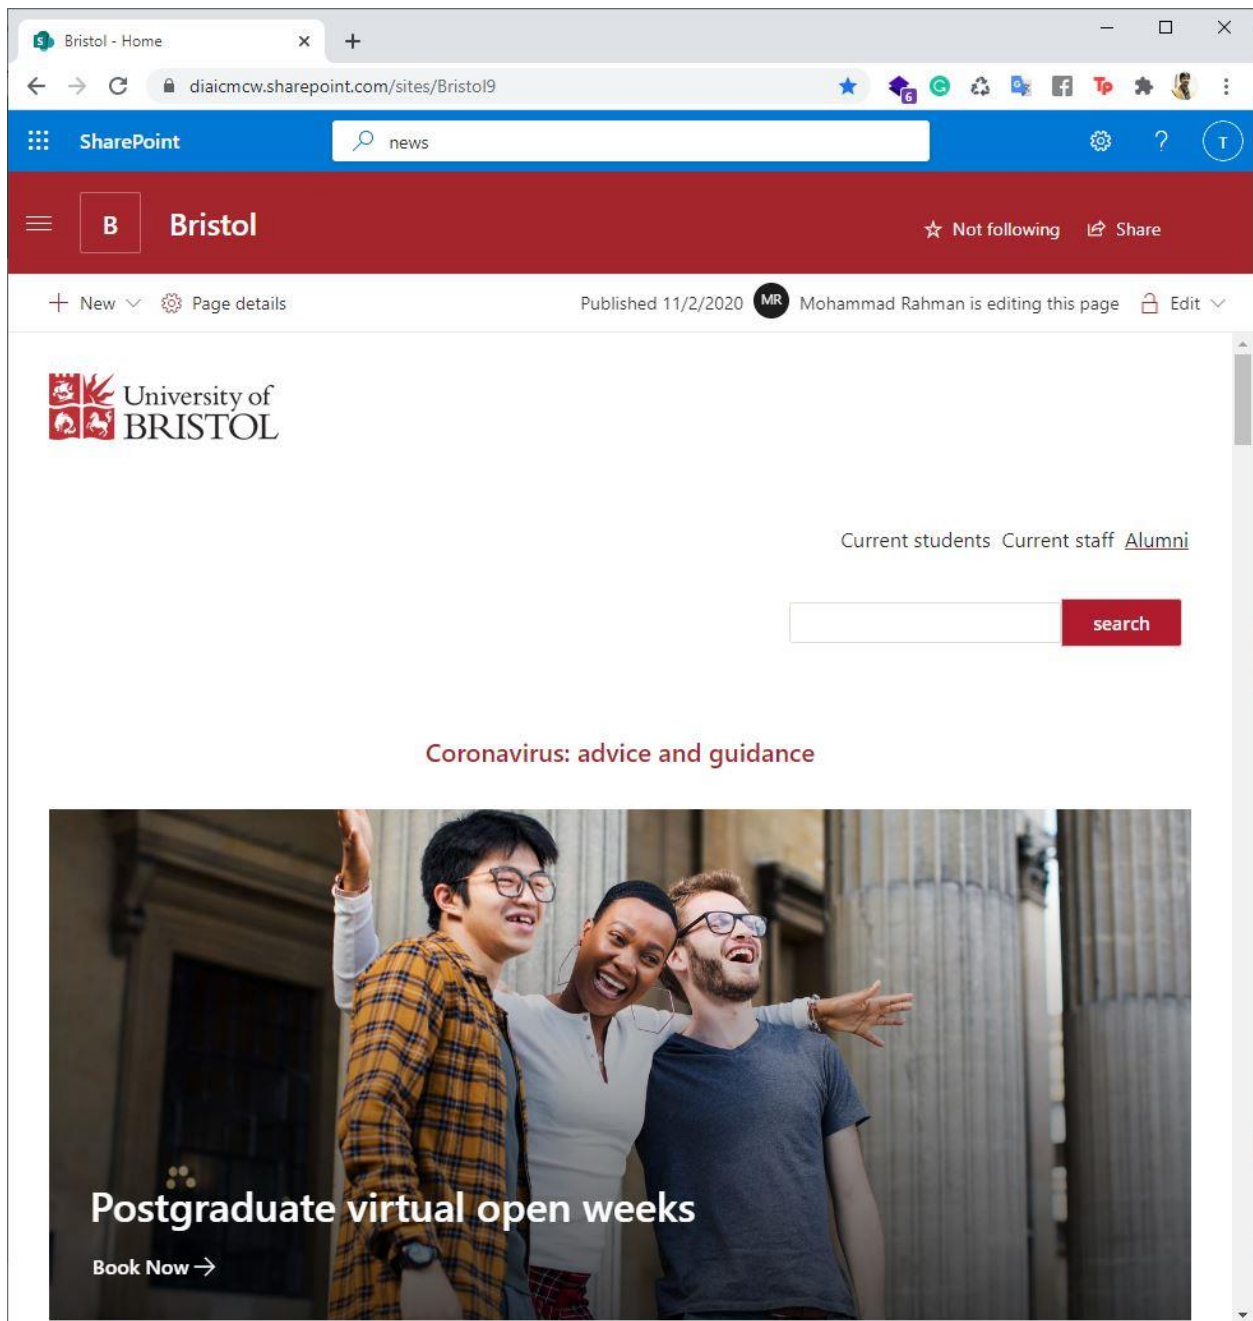 Bristol - Home
diaicmcw.sharepoint.com/sites/Bristol9
6
G
TP
SharePoint
news
?
T
B
Bristol
Not following
Share
New
Page details
Published 11/2/2020
MR
Mohammad Rahman is editing this page
Edit
University of
BRISTOL
Current students Current staff Alumni
search
Coronavirus: advice and guidance
Postgraduate virtual open weeks
Book Now